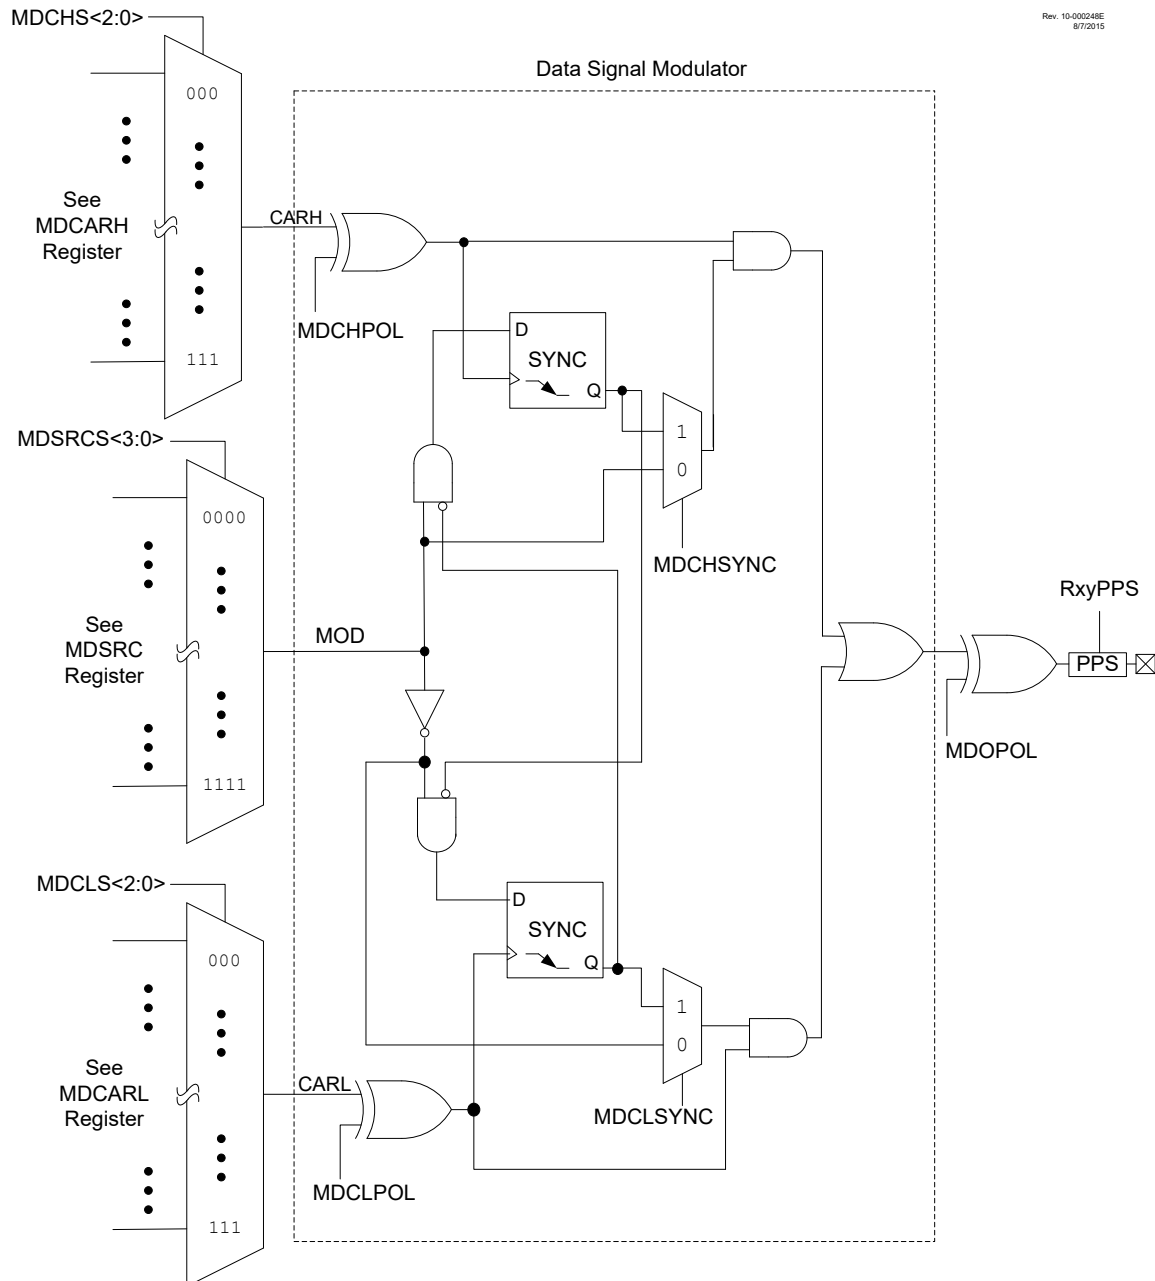 MDCHS<2:0>
Rev. 10-000248E
8/7/2015
Data Signal Modulator
000
See
MDCARH
Register
CARH
111
MDCHPOL
D
SYNC
Q
1
0
MDCHSYNC
MDSRCS<3:0>
0000
See
MDSRC
Register
MOD
1111
RxyPPS
PPS
MDOPOL
MDCLS<2:0>
000
See
MDCARL
Register
CARL
111
MDCLPOL
D
SYNC
Q
1
0
MDCLSYNC